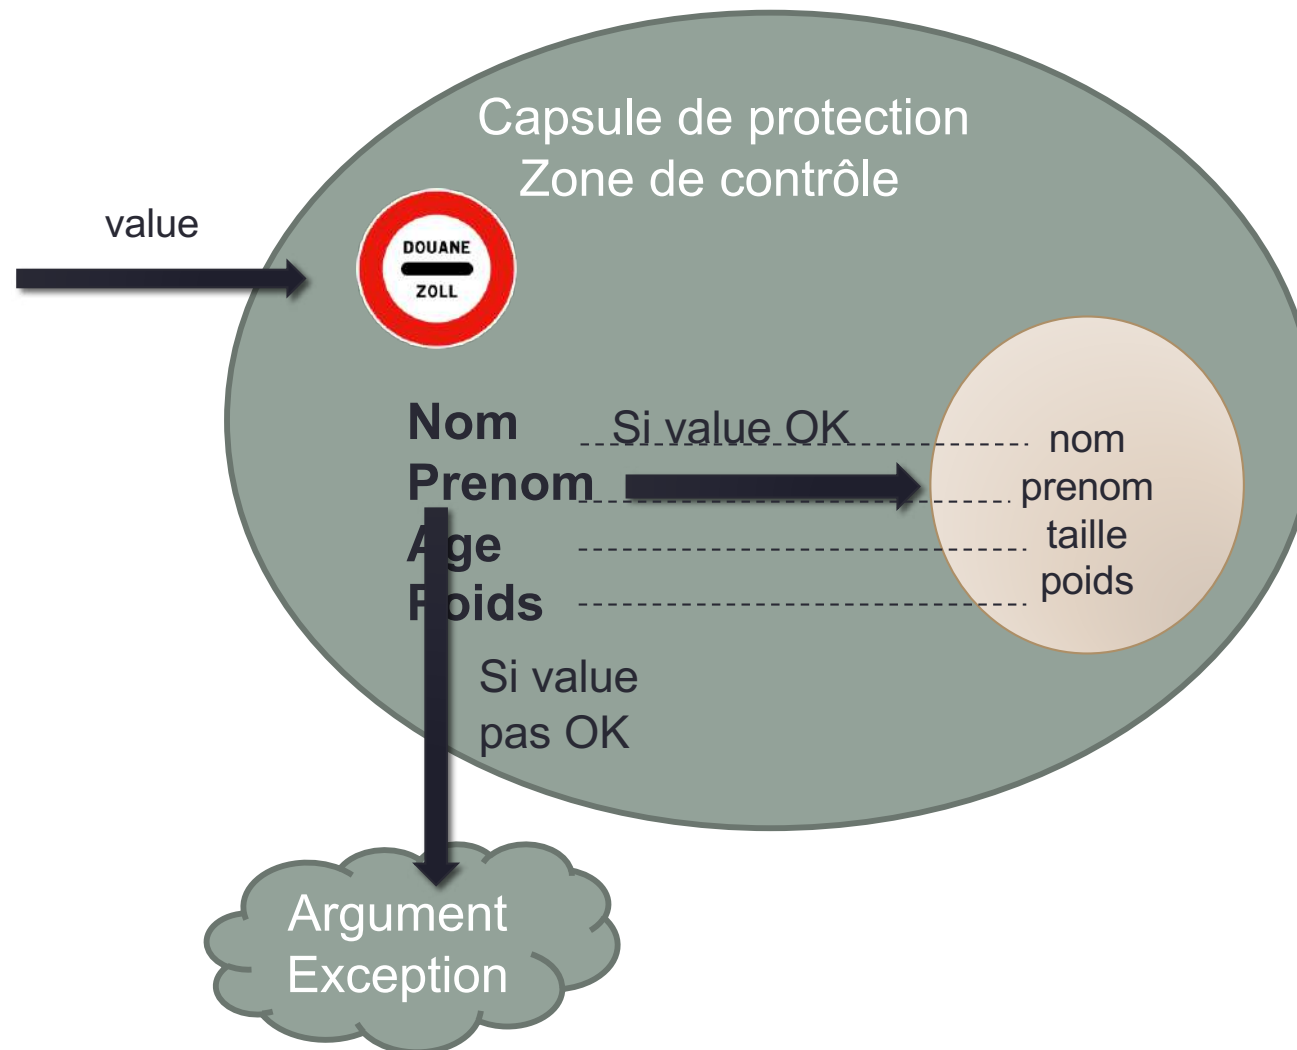 Capsule de protection
Zone de contrôle
value
DOUANE
ZOLL
Nom
Si value OK
nom
Prenom
prenom
Age
taille
Poids
poids
Si value
pas OK
Argument
Exception